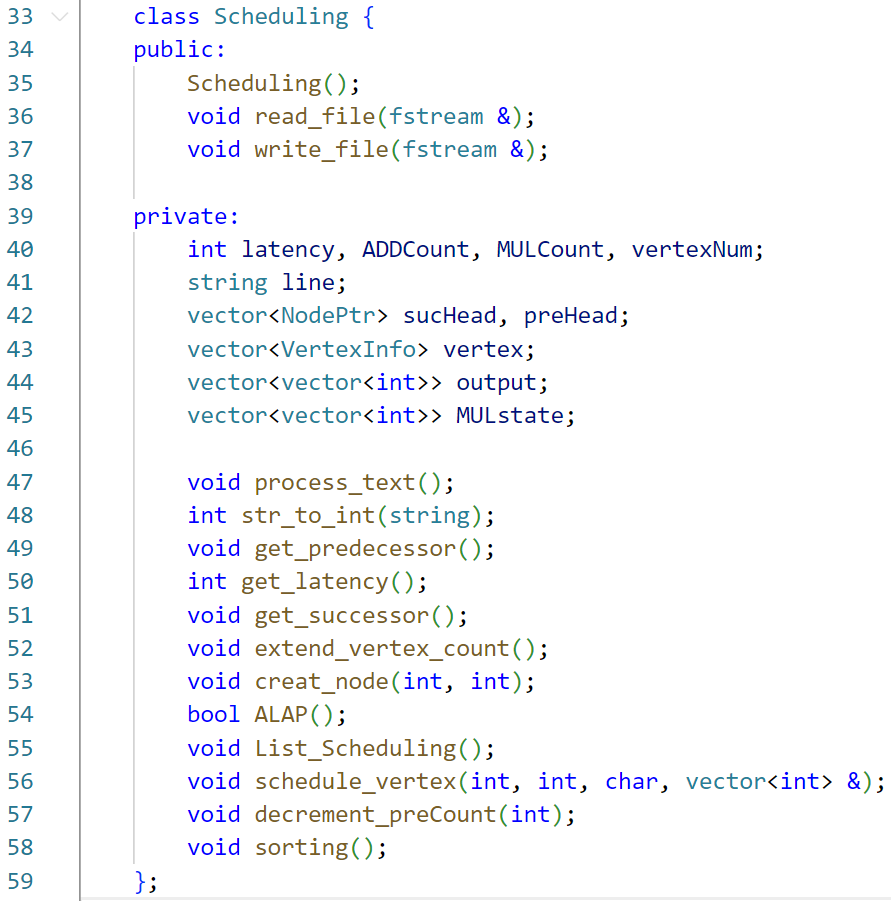 33 class Scheduling {
34 public:
35     Scheduling();
36     void read_file(fstream &);
37     void write_file(fstream &);
38
39 private:
40     int latency, ADDCount, MULCount, vertexNum;
41     string line;
42     vector<NodePtr> sucHead, preHead;
43     vector<VertexInfo> vertex;
44     vector<vector<int>> output;
45     vector<vector<int>> MULstate;
46
47     void process_text();
48     int str_to_int(string);
49     void get_predecessor();
50     int get_latency();
51     void get_successor();
52     void extend_vertex_count();
53     void creat_node(int, int);
54     bool ALAP();
55     void List_Scheduling();
56     void schedule_vertex(int, int, char, vector<int> &);
57     void decrement_preCount(int);
58     void sorting();
59 };